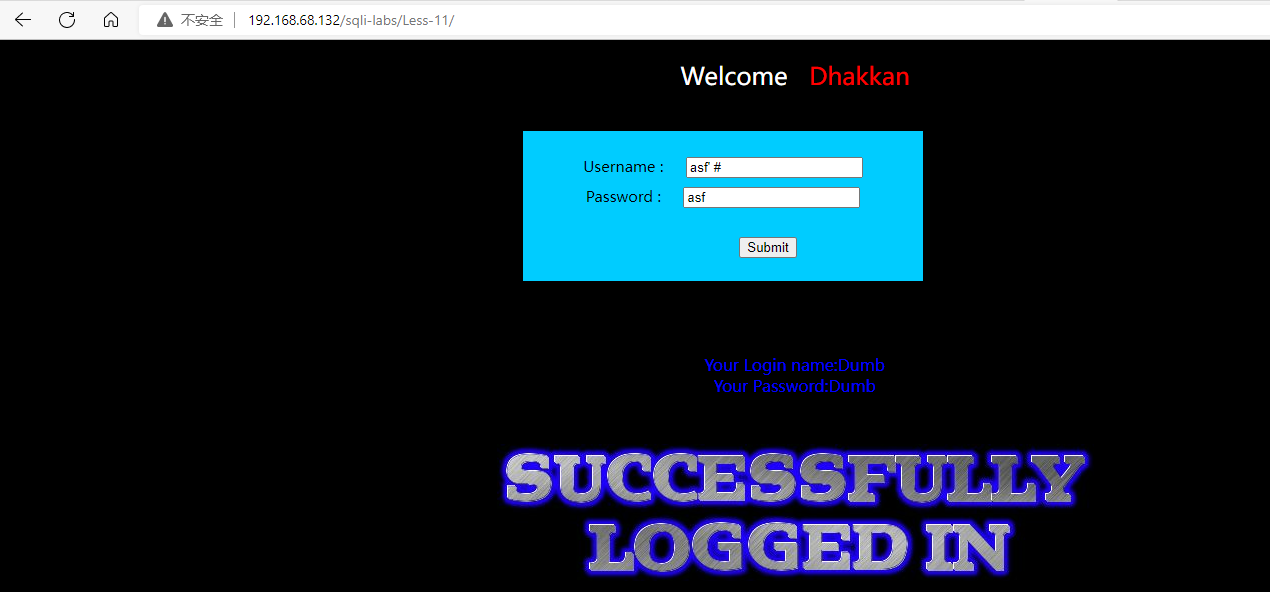 不安全 192.168.68.132/sqli-labs/Less-11/
Welcome Dhakkan
Username : asf' #
Password : asf
Submit
Your Login name:Dumb
Your Password:Dumb
SUCCESSFULLY
LOGGED IN